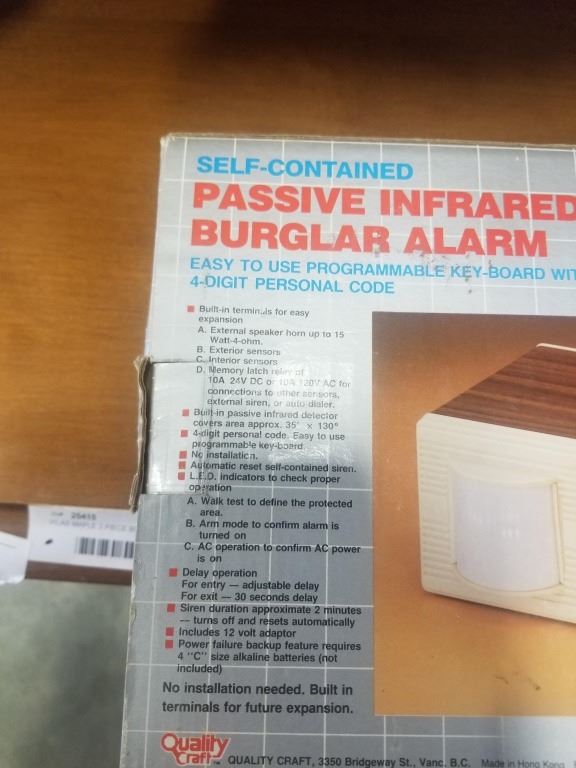 SELF-CONTAINED
PASSIVE INFRARED
BURGLAR ALARM
EASY TO USE PROGRAMMABLE KEY-BOARD WIT
4-DIGIT PERSONAL CODE
Built-in terminals for easy
expansion
A. External speaker horn up to 15
Watt-4-ohm.
B. Exterior sensors
C. Interior sensors
D. Memory latch relay of
10A 24V DC or 10A 120V AC for
connections to other sensors,
external siren, or auto dialer.
Built-in passive infrared detector
covers area approx. 35' x 130°
4-digit personal code. Easy to use
programmable key-board.
No installation.
Automatic reset self-contained siren.
L.E.D. indicators to check proper
operation
A. Walk test to define the protected
area.
B. Arm mode to confirm alarm is
turned on
C. AC operation to confirm AC power
is on
Delay operation
For entry — adjustable delay
For exit — 30 seconds delay
Siren duration approximate 2 minutes
— turns off and resets automatically
Includes 12 volt adaptor
Power failure backup feature requires
4 "C" size alkaline batteries (not
included)
No installation needed. Built in
terminals for future expansion.
Quality
Craft
QUALITY CRAFT, 3350 Bridgeway St., Vanc. B.C. Made in Hong Kong